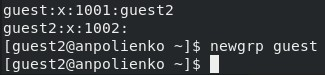 guest:x:1001:guest2
guest2:x:1002:
[guest2@anpolienko ~]$ newgrp guest
[guest2@anpolienko ~]$